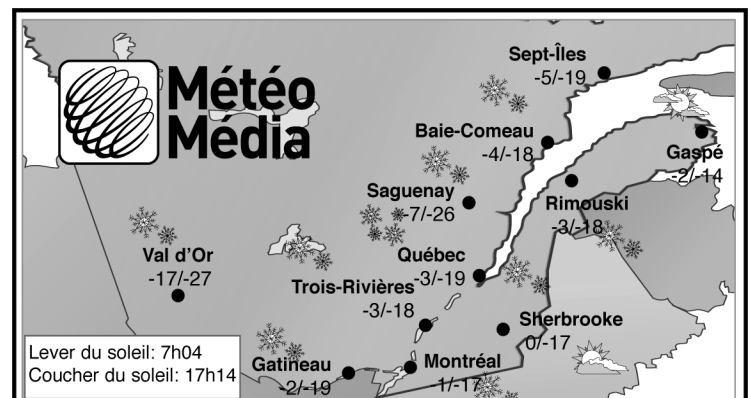 Météo
Média
Sept-Îles
-5/-19
Baie-Comeau
-4/-18
Gaspé
-2/-14
Saguenay
-7/-26
Rimouski
-3/-18
Val d'Or
-17/-27
Québec
-3/-19
Trois-Rivières
-3/-18
Sherbrooke
0/-17
Lever du soleil: 7h04
Coucher du soleil: 17h14
Gatineau
-2/-19
Montréal
-1/-17